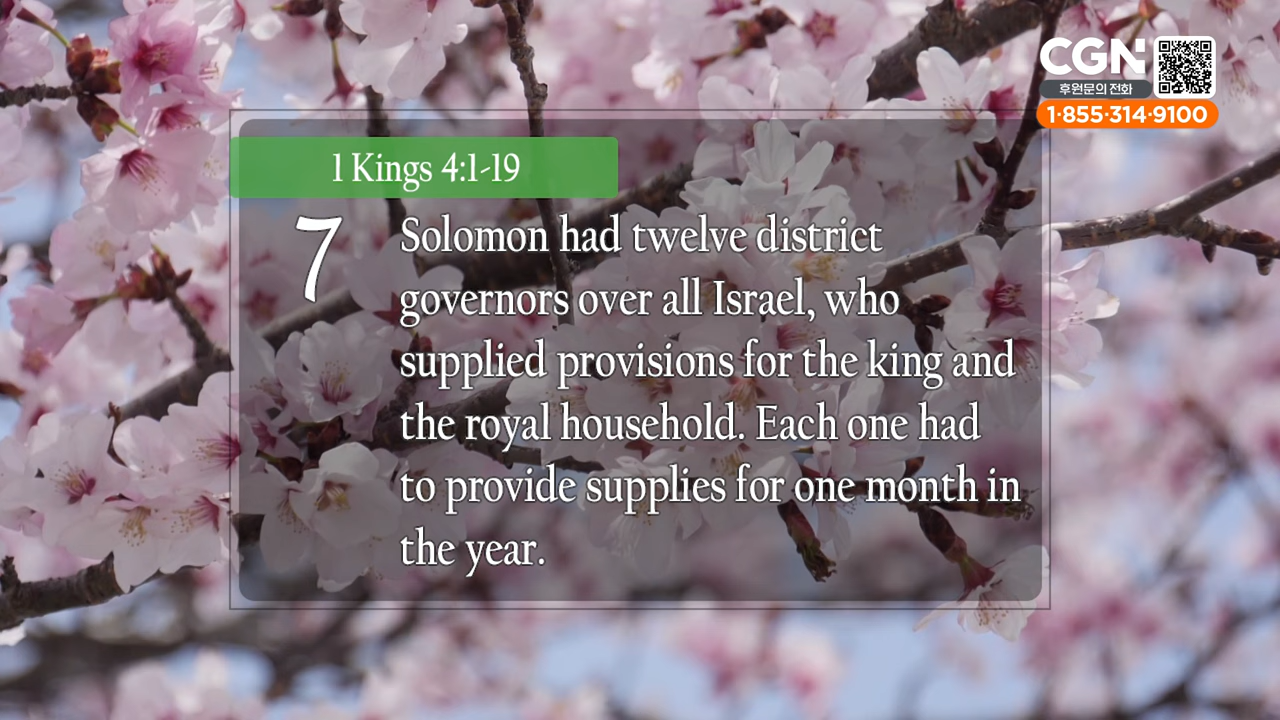 CGN
후원문의 전화
1·855·314·9100
1 Kings 4:1-19
7
Solomon had twelve district
governors over all Israel, who
supplied provisions for the king and
the royal household. Each one had
to provide supplies for one month in
the year.